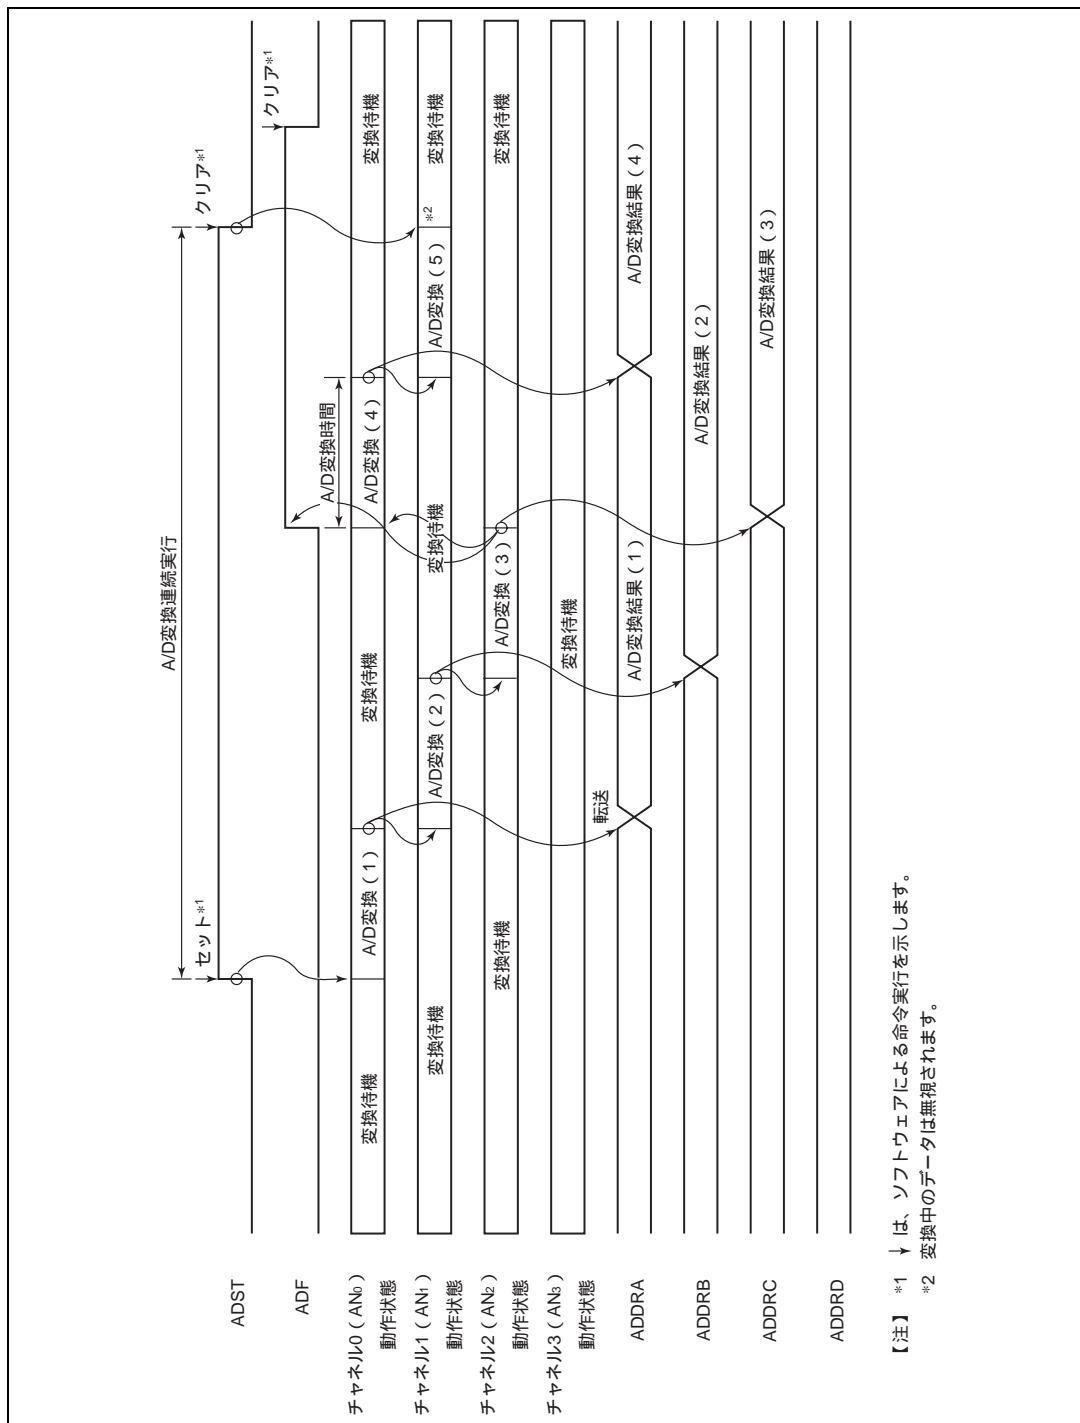 A/D変換連続実行
セット*1
クリア*1
クリア*1
ADST
ADF
A/D変換時間
チャネル0（AN0）
動作状態
変換待機
A/D変換（1）
変換待機
A/D変換（4）
変換待機
チャネル1（AN1）
動作状態
変換待機
A/D変換（2）
変換待機
A/D変換（5）
*2
変換待機
チャネル2（AN2）
動作状態
変換待機
A/D変換（3）
変換待機
チャネル3（AN3）
動作状態
変換待機
転送
ADDRA
A/D変換結果（1）
A/D変換結果（4）
ADDRB
A/D変換結果（2）
ADDRC
A/D変換結果（3）
ADDRD
【注】 *1 ↓ は、ソフトウェアによる命令実行を示します。
*2 変換中のデータは無視されます。